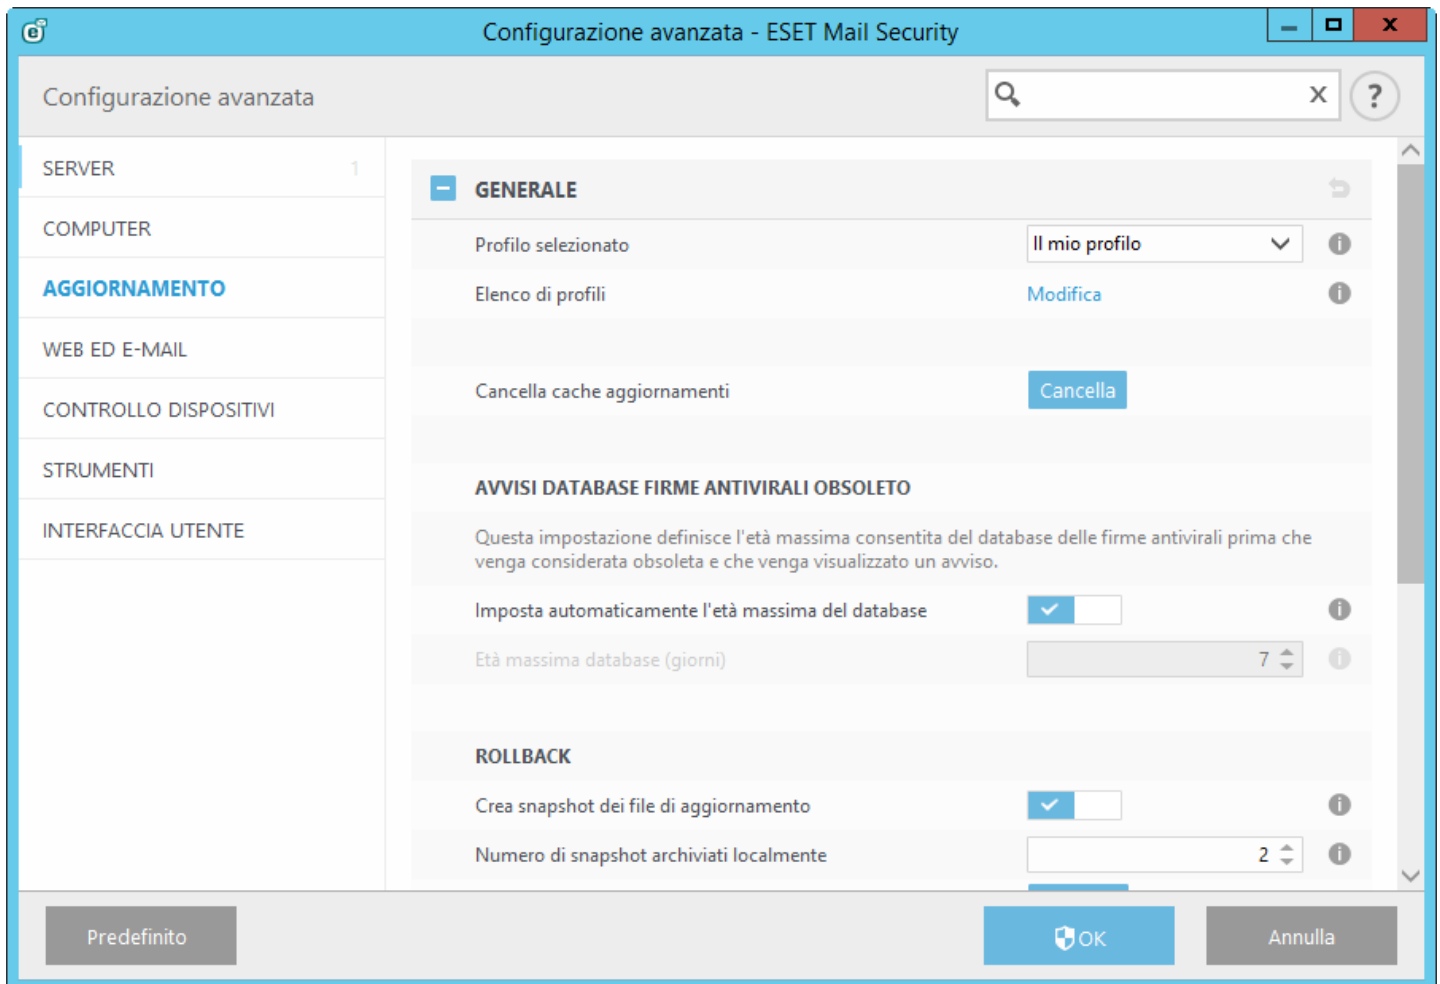 Configurazione avanzata - ESET Mail Security
Configurazione avanzata
SERVER 1
COMPUTER
AGGIORNAMENTO
WEB ED E-MAIL
CONTROLLO DISPOSITIVI
STRUMENTI
INTERFACCIA UTENTE
GENERALE
Profilo selezionato Il mio profilo
Elenco di profili Modifica
Cancella cache aggiornamenti Cancella
AVVISI DATABASE FIRME ANTIVIRALI OBSOLETO
Questa impostazione definisce l'età massima consentita del database delle firme antivirali prima che
venga considerata obsoleta e che venga visualizzato un avviso.
Imposta automaticamente l'età massima del database
Età massima database (giorni) 7
ROLLBACK
Crea snapshot dei file di aggiornamento
Numero di snapshot archiviati localmente 2
Predefinito OK Annulla